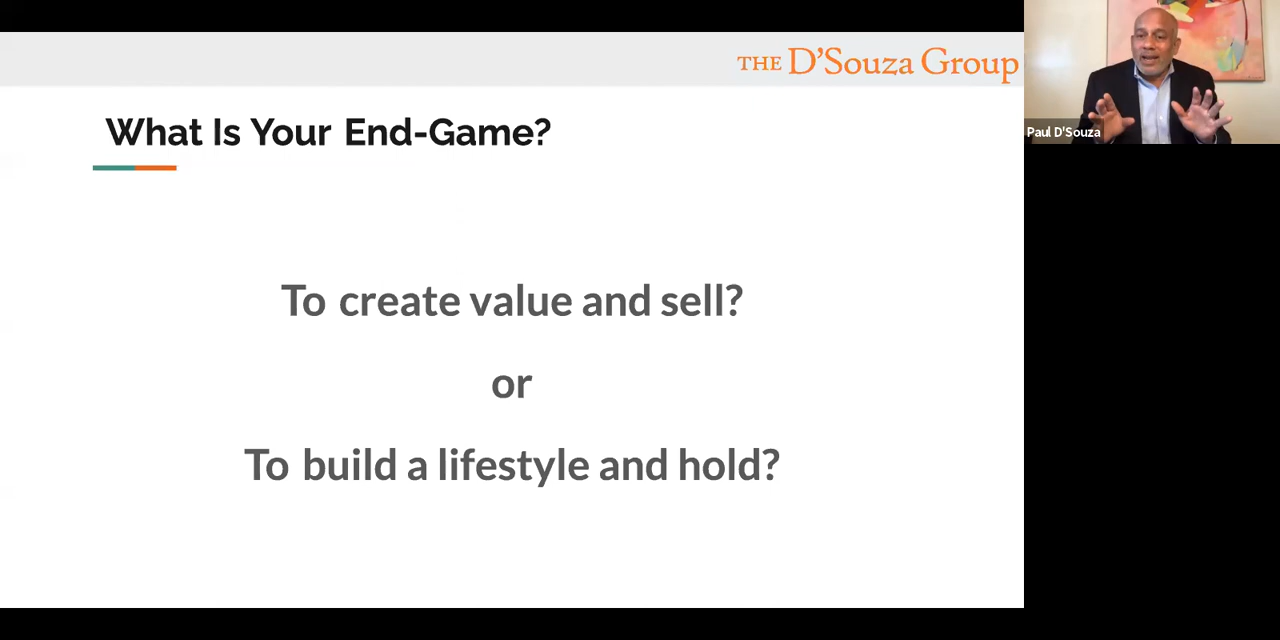 THE D'Souza Group
What Is Your End-Game?
To create value and sell?
or
To build a lifestyle and hold?
Paul D'Souza